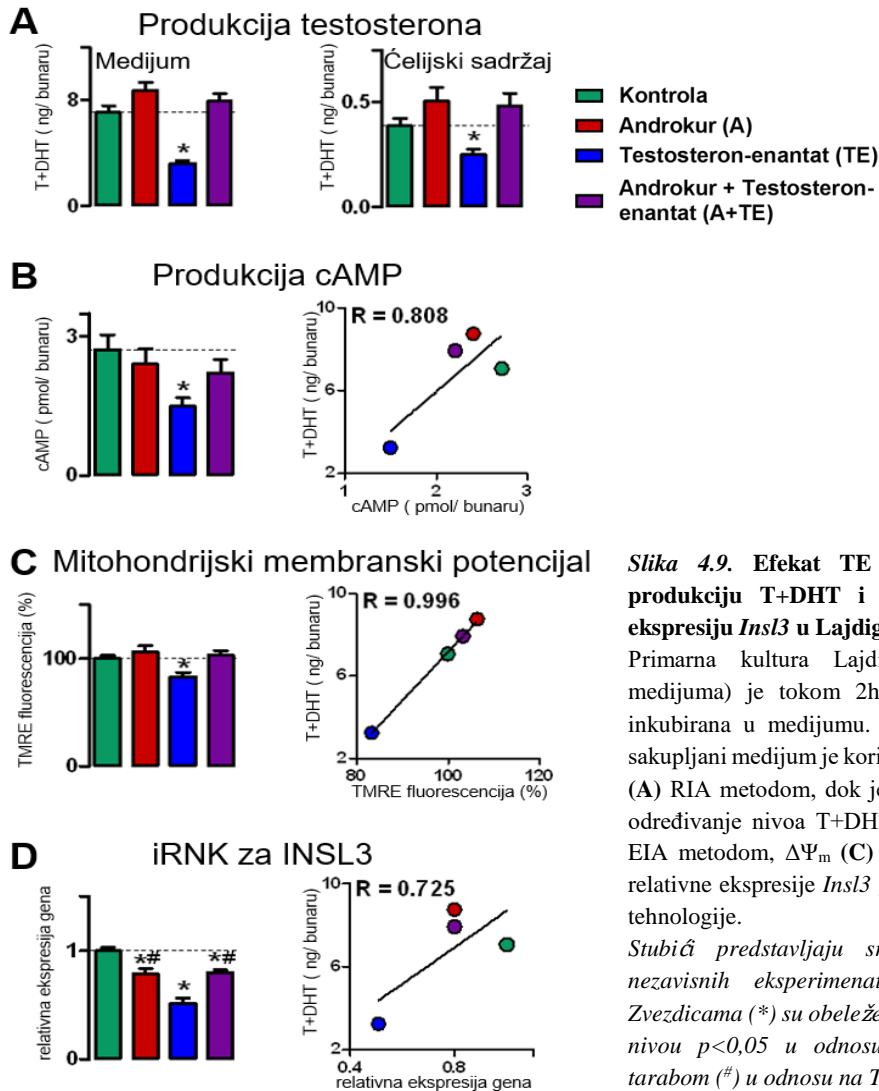 A Produkcija testosterona
Medijum
T+DHT ( ng/ bunaru)
8
0
*
Ćelijski sadržaj
T+DHT ( ng/ bunaru)
0.5
0.0
*
Kontrola
Androkur (A)
Testosteron-enantat (TE)
Androkur + Testosteron-
enantat (A+TE)
B Produkcija cAMP
cAMP ( pmol/ bunaru)
3
0
*
R = 0.808
T+DHT ( ng/ bunaru)
10
6
2
1 2 3
cAMP ( pmol/ bunaru)
C Mitohondrijski membranski potencijal
TMRE fluorescencija (%)
100
0
*
R = 0.996
T+DHT ( ng/ bunaru)
10
6
2
80 100 120
TMRE fluorescencija (%)
D iRNK za INSL3
relativna ekspresija gena
1
0
*# * *#
R = 0.725
T+DHT ( ng/ bunaru)
10
6
2
0.4 0.8
relativna ekspresija gena
Slika 4.9. Efekat TE
produkciju T+DHT i
ekspresiju Insl3 u Lajdig
Primarna kultura Lajd
medijuma) je tokom 2h
inkubirana u medijumu.
sakupljani medijum je kori
(A) RIA metodom, dok je
određivanje nivoa T+DH
EIA metodom, ΔΨm (C)
relativne ekspresije Insl3
tehnologije.
Stubići predstavljaju sr
nezavisnih eksperimenat
Zvezdicama (*) su obelež
nivou p<0,05 u odnosu
tarabom (#) u odnosu na T